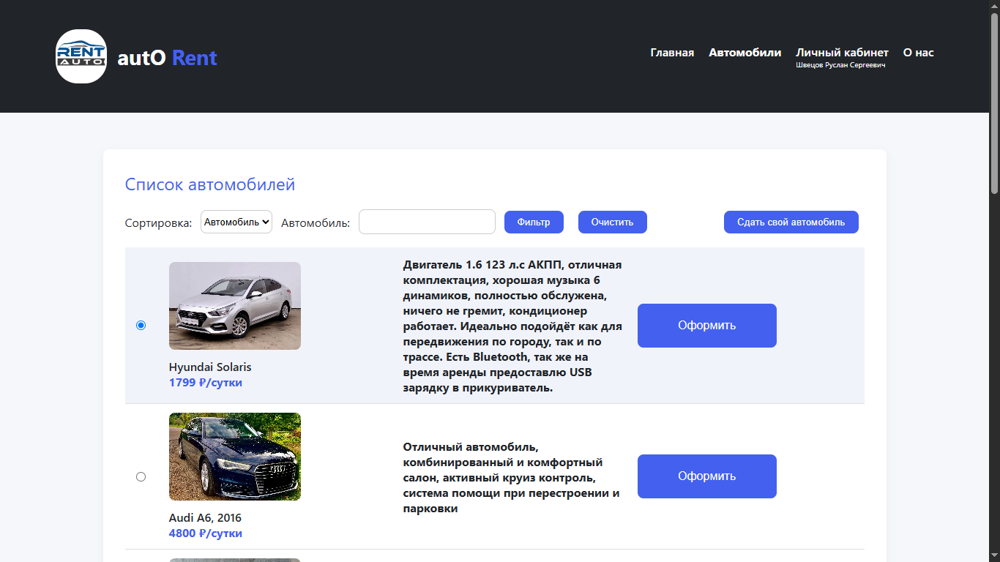 RENT
AUTO
autO Rent
Главная
Автомобили
Личный кабинет
Швецов Руслан Сергеевич
О нас
Список автомобилей
Сортировка:
Автомобиль
Автомобиль:
Фильтр
Очистить
Сдать свой автомобиль
Hyundai Solaris
1799 ₽/сутки
Двигатель 1.6 123 л.с АКПП, отличная
комплектация, хорошая музыка 6
динамиков, полностью обслужена,
ничего не гремит, кондиционер
работает. Идеально подойдёт как для
передвижения по городу, так и по
трассе. Есть Bluetooth, так же на
время аренды предоставлю USB
зарядку в прикуриватель.
Оформить
Audi A6, 2016
4800 ₽/сутки
Отличный автомобиль,
комбинированный и комфортный
салон, активный круиз контроль,
система помощи при перестроении и
парковки
Оформить